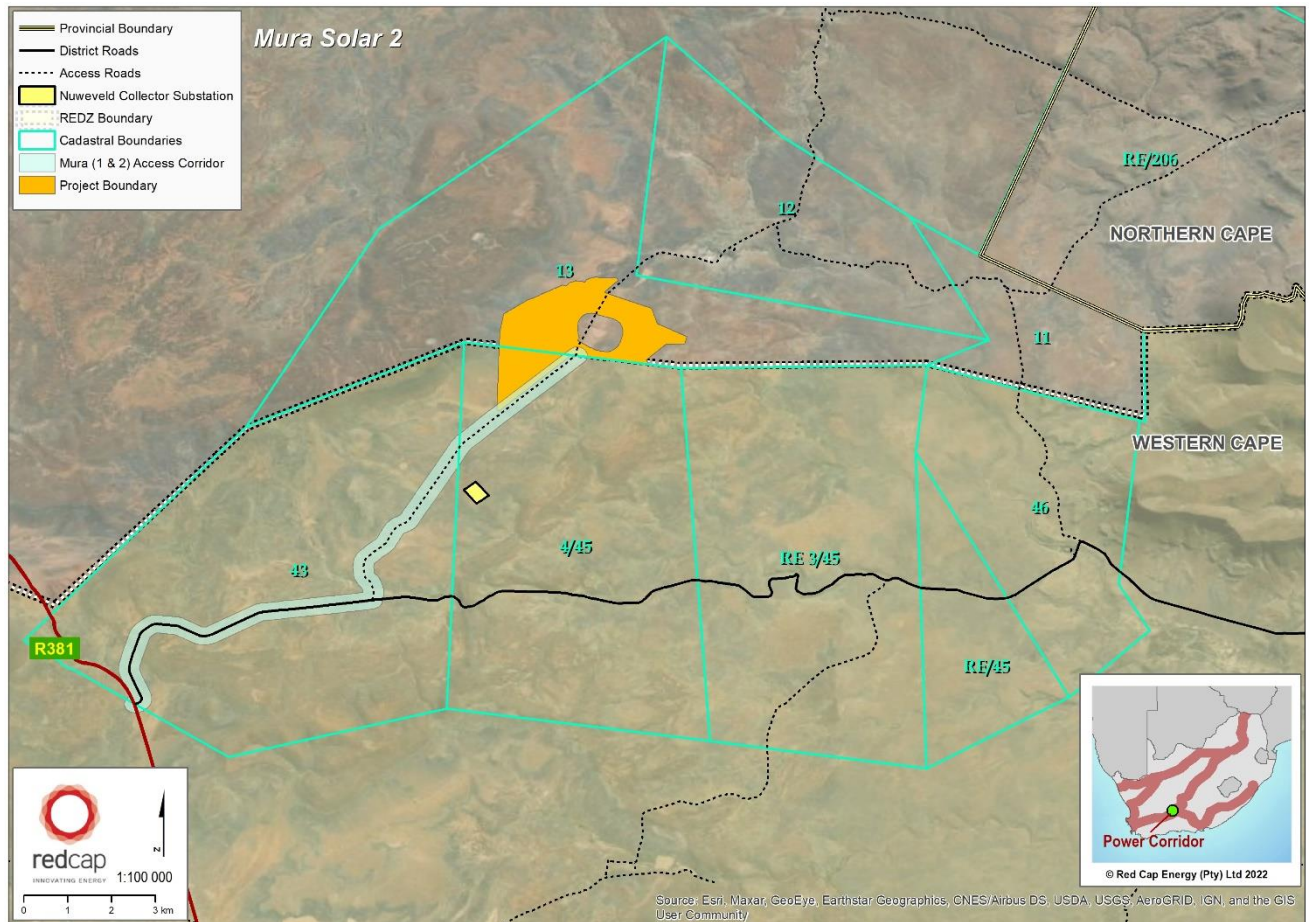 Provincial Boundary
District Roads
Access Roads
Nuweveld Collector Substation
REDZ Boundary
Cadastral Boundaries
Mura (1 & 2) Access Corridor
Project Boundary
Mura Solar 2
RE/206
12
NORTHERN CAPE
13
11
WESTERN CAPE
46
4/45
RE 3/45
43
R381
RE/45
redcap
INNOVATING ENERGY
N
1:100 000
0 1 2 3 km
Power Corridor
© Red Cap Energy (Pty) Ltd 2022
Source: Esri, Maxar, GeoEye, Earthstar Geographics, CNES/Airbus DS, USDA, USGS, AeroGRID, IGN, and the GIS
User Community